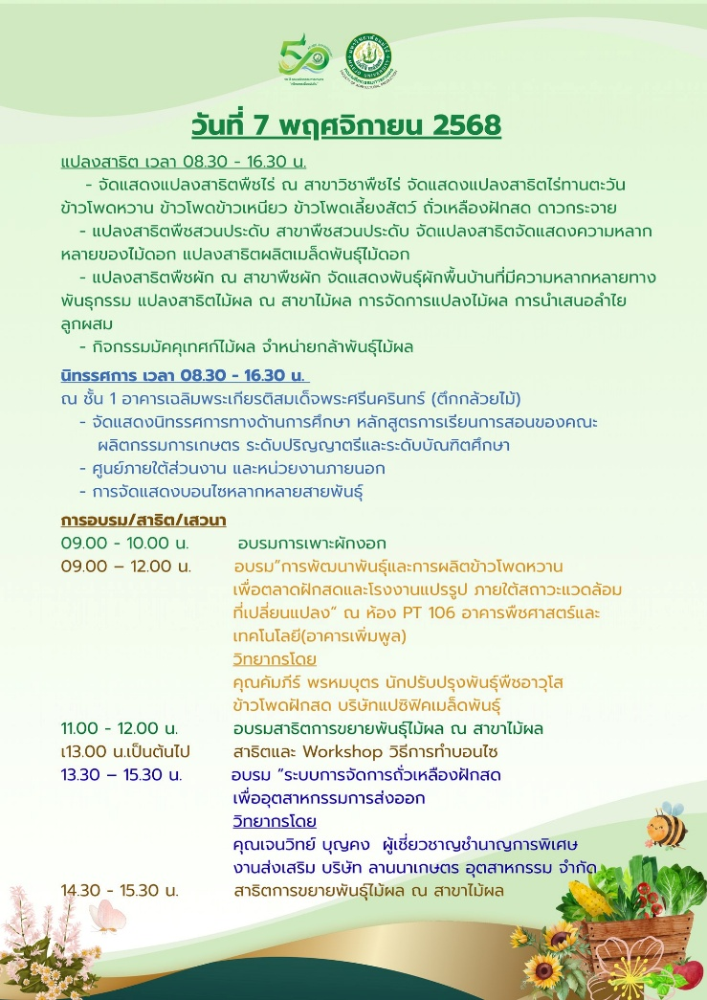 วันที่ 7 พฤศจิกายน 2568
แปลงสาธิต เวลา 08.30 - 16.30 น.
- จัดแสดงแปลงสาธิตพืชไร่ ณ สาขาวิชาพืชไร่ จัดแสดงแปลงสาธิตไร่ทานตะวัน
ข้าวโพดหวาน ข้าวโพดข้าวเหนียว ข้าวโพดเลี้ยงสัตว์ ถั่วเหลืองฝักสด ดาวกระจาย
- แปลงสาธิตพืชสวนประดับ สาขาพืชสวนประดับ จัดแปลงสาธิตจัดแสดงความหลาก
หลายของไม้ดอก แปลงสาธิตผลิตเมล็ดพันธุ์ไม้ดอก
- แปลงสาธิตพืชผัก ณ สาขาพืชผัก จัดแสดงพันธุ์ผักพื้นบ้านที่มีความหลากหลายทาง
พันธุกรรม แปลงสาธิตไม้ผล ณ สาขาไม้ผล การจัดการแปลงไม้ผล การนำเสนอลำไย
ลูกผสม
- กิจกรรมมัคคุเทศก์ไม้ผล จำหน่ายกล้าพันธุ์ไม้ผล
นิทรรศการ เวลา 08.30 - 16.30 น.
ณ ชั้น 1 อาคารเฉลิมพระเกียรติสมเด็จพระศรีนครินทร์ (ตึกกล้วยไม้)
- จัดแสดงนิทรรศการทางด้านการศึกษา หลักสูตรการเรียนการสอนของคณะ
ผลิตกรรมการเกษตร ระดับปริญญาตรีและระดับบัณฑิตศึกษา
- ศูนย์ภายใต้ส่วนงาน และหน่วยงานภายนอก
- การจัดแสดงบอนไซหลากหลายสายพันธุ์
การอบรม/สาธิต/เสวนา
09.00 - 10.00 น. อบรมการเพาะผักงอก
09.00 – 12.00 น. อบรม"การพัฒนาพันธุ์และการผลิตข้าวโพดหวาน
เพื่อตลาดฝักสดและโรงงานแปรรูป ภายใต้สถาวะแวดล้อม
ที่เปลี่ยนแปลง" ณ ห้อง PT 106 อาคารพืชศาสตร์และ
เทคโนโลยี(อาคารเพิ่มพูล)
วิทยากรโดย
คุณคัมภีร์ พรหมบุตร นักปรับปรุงพันธุ์พืชอาวุโส
ข้าวโพดฝักสด บริษัทแปซิฟิคเมล็ดพันธุ์
11.00 - 12.00 น. อบรมสาธิตการขยายพันธุ์ไม้ผล ณ สาขาไม้ผล
เ13.00 น.เป็นต้นไป สาธิตและ Workshop วิธีการทำบอนไซ
13.30 – 15.30 น. อบรม "ระบบการจัดการถั่วเหลืองฝักสด
เพื่ออุตสาหกรรมการส่งออก
วิทยากรโดย
คุณเจนวิทย์ บุญคง ผู้เชี่ยวชาญชำนาญการพิเศษ
งานส่งเสริม บริษัท ลานนาเกษตร อุตสาหกรรม จำกัด
14.30 - 15.30 น. สาธิตการขยายพันธุ์ไม้ผล ณ สาขาไม้ผล